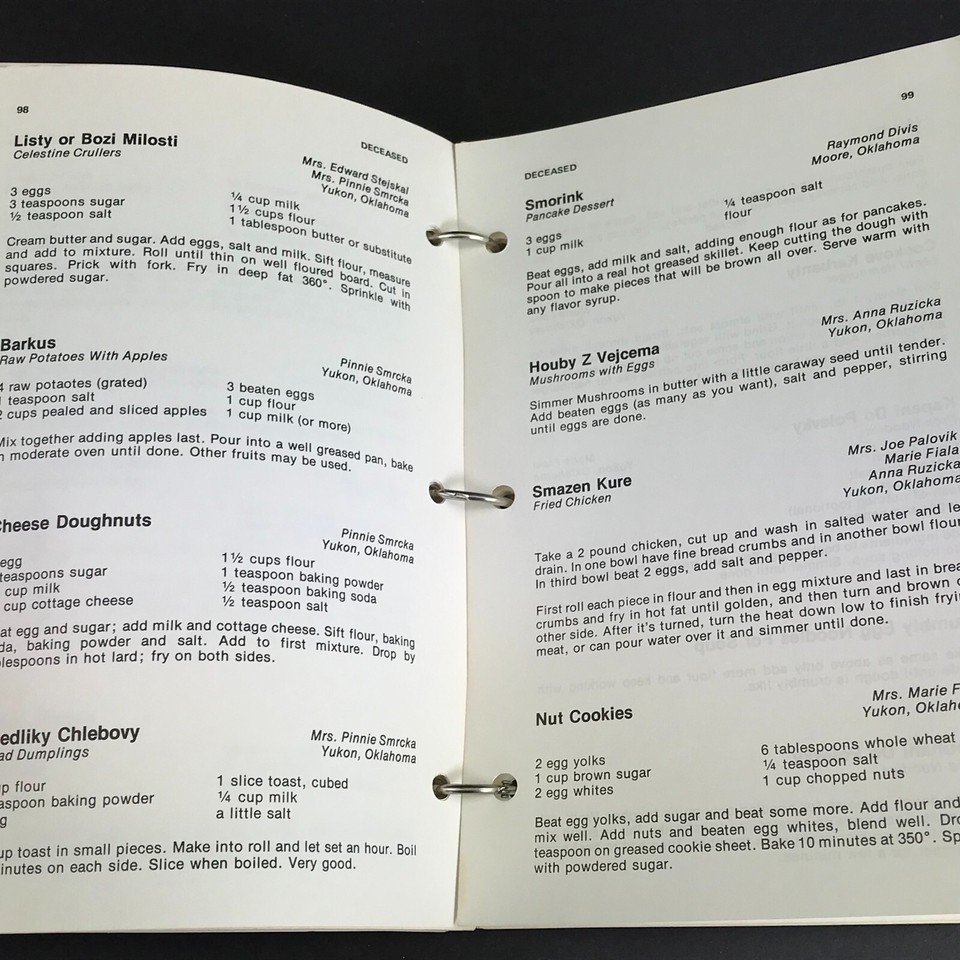 98
Listy or Bozi Milosti
Celestine Crullers
DECEASED
Mrs. Edward Stejskal
Mrs. Pinnie Smrcka
Yukon, Oklahoma
3 eggs
3 teaspoons sugar
½ teaspoon salt
¼ cup milk
1½ cups flour
1 tablespoon butter or substitute
Cream butter and sugar. Add eggs, salt and milk. Sift flour, measure
and add to mixture. Roll until thin on well floured board. Cut in
squares. Prick with fork. Fry in deep fat 360°. Sprinkle with
powdered sugar.
Barkus
Raw Potatoes With Apples
Pinnie Smrcka
Yukon, Oklahoma
4 raw potaotes (grated)
1 teaspoon salt
2 cups pealed and sliced apples
3 beaten eggs
1 cup flour
1 cup milk (or more)
Mix together adding apples last. Pour into a well greased pan, bake
moderate oven until done. Other fruits may be used.
Cheese Doughnuts
Pinnie Smrcka
Yukon, Oklahoma
egg
teaspoons sugar
cup milk
cup cottage cheese
1½ cups flour
1 teaspoon baking powder
½ teaspoon baking soda
½ teaspoon salt
egg and sugar; add milk and cottage cheese. Sift flour, baking
baking powder and salt. Add to first mixture. Drop by
in hot lard; fry on both sides.
edliky Chlebovy
ad Dumplings
Mrs. Pinnie Smrcka
Yukon, Oklahoma
flour
baking powder
1 slice toast, cubed
¼ cup milk
a little salt
up toast in small pieces. Make into roll and let set an hour. Boil
inutes on each side. Slice when boiled. Very good.
99
DECEASED
Raymond Divis
Moore, Oklahoma
Smorink
Pancake Dessert
3 eggs
1 cup milk
¼ teaspoon salt
flour
Beat eggs, add milk and salt, adding enough flour as for pancakes.
Pour all into a real hot greased skillet. Keep cutting the dough with
spoon to make pieces that will be brown all over. Serve warm with
any flavor syrup.
Mrs. Anna Ruzicka
Yukon, Oklahoma
Houby Z Vejcema
Mushrooms with Eggs
Simmer Mushrooms in butter with a little caraway seed until tender.
Add beaten eggs (as many as you want), salt and pepper, stirring
until eggs are done.
Mrs. Joe Palovik
Marie Fiala
Anna Ruzicka
Yukon, Oklahoma
Smazen Kure
Fried Chicken
Take a 2 pound chicken, cut up and wash in salted water and le
drain. In one bowl have fine bread crumbs and in another bowl flour
In third bowl beat 2 eggs, add salt and pepper.
First roll each piece in flour and then in egg mixture and last in brea
crumbs and fry in hot fat until golden, and then turn and brown
other side. After it's turned, turn the heat down low to finish fryi
meat, or can pour water over it and simmer until done.
Nut Cookies
Mrs. Marie F
Yukon, Oklaho
2 egg yolks
1 cup brown sugar
2 egg whites
6 tablespoons whole wheat
¼ teaspoon salt
1 cup chopped nuts
Beat egg yolks, add sugar and beat some more. Add flour and
mix well. Add nuts and beaten egg whites, blend well. Dro
teaspoon on greased cookie sheet. Bake 10 minutes at 350°. Sp
with powdered sugar.